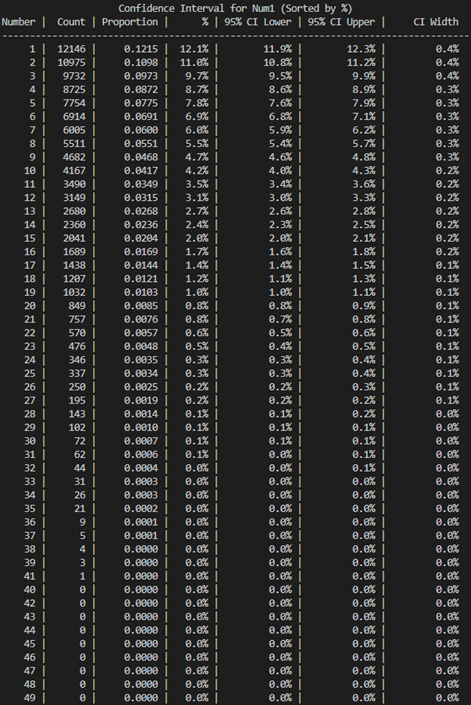 Confidence Interval for Num1 (Sorted by %)
Number | Count | Proportion | % | 95% CI Lower | 95% CI Upper | CI Width
1 | 12146 | 0.1215 | 12.1% | 11.9% | 12.3% | 0.4%
2 | 10975 | 0.1098 | 11.0% | 10.8% | 11.2% | 0.4%
3 | 9732 | 0.0973 | 9.7% | 9.5% | 9.9% | 0.4%
4 | 8725 | 0.0872 | 8.7% | 8.6% | 8.9% | 0.3%
5 | 7754 | 0.0775 | 7.8% | 7.6% | 7.9% | 0.3%
6 | 6914 | 0.0691 | 6.9% | 6.8% | 7.1% | 0.3%
7 | 6005 | 0.0600 | 6.0% | 5.9% | 6.2% | 0.3%
8 | 5511 | 0.0551 | 5.5% | 5.4% | 5.7% | 0.3%
9 | 4682 | 0.0468 | 4.7% | 4.6% | 4.8% | 0.3%
10 | 4167 | 0.0417 | 4.2% | 4.0% | 4.3% | 0.2%
11 | 3490 | 0.0349 | 3.5% | 3.4% | 3.6% | 0.2%
12 | 3149 | 0.0315 | 3.1% | 3.0% | 3.3% | 0.2%
13 | 2680 | 0.0268 | 2.7% | 2.6% | 2.8% | 0.2%
14 | 2360 | 0.0236 | 2.4% | 2.3% | 2.5% | 0.2%
15 | 2041 | 0.0204 | 2.0% | 2.0% | 2.1% | 0.2%
16 | 1689 | 0.0169 | 1.7% | 1.6% | 1.8% | 0.2%
17 | 1438 | 0.0144 | 1.4% | 1.4% | 1.5% | 0.1%
18 | 1207 | 0.0121 | 1.2% | 1.1% | 1.3% | 0.1%
19 | 1032 | 0.0103 | 1.0% | 1.0% | 1.1% | 0.1%
20 | 849 | 0.0085 | 0.8% | 0.8% | 0.9% | 0.1%
21 | 757 | 0.0076 | 0.8% | 0.7% | 0.8% | 0.1%
22 | 570 | 0.0057 | 0.6% | 0.5% | 0.6% | 0.1%
23 | 476 | 0.0048 | 0.5% | 0.4% | 0.5% | 0.1%
24 | 346 | 0.0035 | 0.3% | 0.3% | 0.4% | 0.1%
25 | 337 | 0.0034 | 0.3% | 0.3% | 0.4% | 0.1%
26 | 250 | 0.0025 | 0.2% | 0.2% | 0.3% | 0.1%
27 | 195 | 0.0019 | 0.2% | 0.2% | 0.2% | 0.1%
28 | 143 | 0.0014 | 0.1% | 0.1% | 0.2% | 0.0%
29 | 102 | 0.0010 | 0.1% | 0.1% | 0.1% | 0.0%
30 | 72 | 0.0007 | 0.1% | 0.1% | 0.1% | 0.0%
31 | 62 | 0.0006 | 0.1% | 0.0% | 0.1% | 0.0%
32 | 44 | 0.0004 | 0.0% | 0.0% | 0.1% | 0.0%
33 | 31 | 0.0003 | 0.0% | 0.0% | 0.0% | 0.0%
34 | 26 | 0.0003 | 0.0% | 0.0% | 0.0% | 0.0%
35 | 21 | 0.0002 | 0.0% | 0.0% | 0.0% | 0.0%
36 | 9 | 0.0001 | 0.0% | 0.0% | 0.0% | 0.0%
37 | 5 | 0.0001 | 0.0% | 0.0% | 0.0% | 0.0%
38 | 4 | 0.0000 | 0.0% | 0.0% | 0.0% | 0.0%
39 | 3 | 0.0000 | 0.0% | 0.0% | 0.0% | 0.0%
41 | 1 | 0.0000 | 0.0% | 0.0% | 0.0% | 0.0%
40 | 0 | 0.0000 | 0.0% | 0.0% | 0.0% | 0.0%
42 | 0 | 0.0000 | 0.0% | 0.0% | 0.0% | 0.0%
43 | 0 | 0.0000 | 0.0% | 0.0% | 0.0% | 0.0%
44 | 0 | 0.0000 | 0.0% | 0.0% | 0.0% | 0.0%
45 | 0 | 0.0000 | 0.0% | 0.0% | 0.0% | 0.0%
46 | 0 | 0.0000 | 0.0% | 0.0% | 0.0% | 0.0%
47 | 0 | 0.0000 | 0.0% | 0.0% | 0.0% | 0.0%
48 | 0 | 0.0000 | 0.0% | 0.0% | 0.0% | 0.0%
49 | 0 | 0.0000 | 0.0% | 0.0% | 0.0% | 0.0%